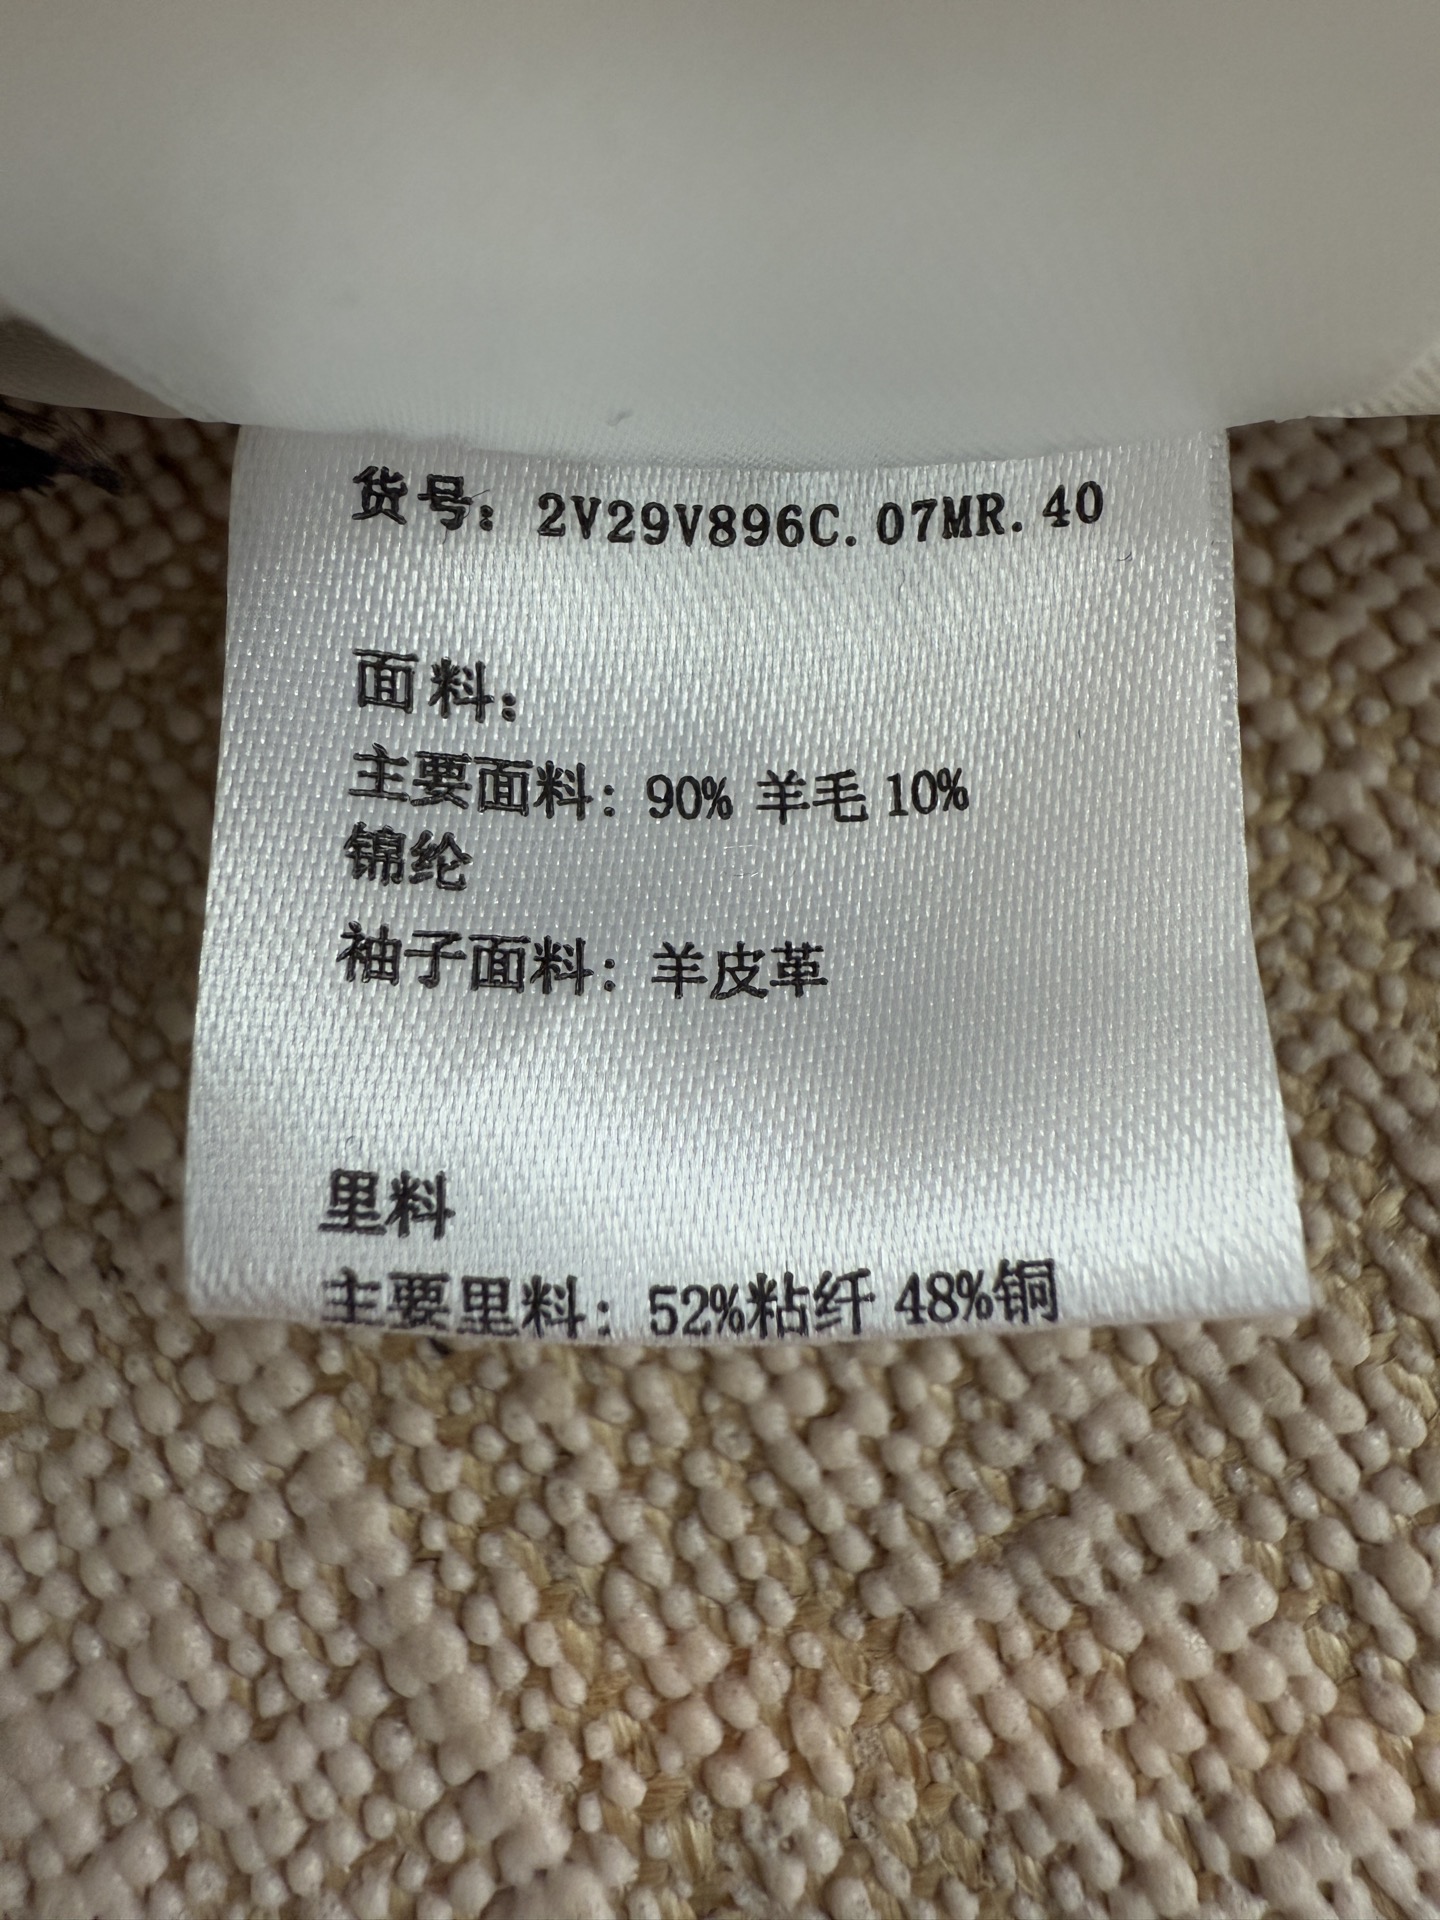 货号: 2V29V896C.07MR.40
面料:
主要面料: 90% 羊毛 10%
锦纶
袖子面料: 羊皮革
里料
主要里料: 52%粘纤 48%铜